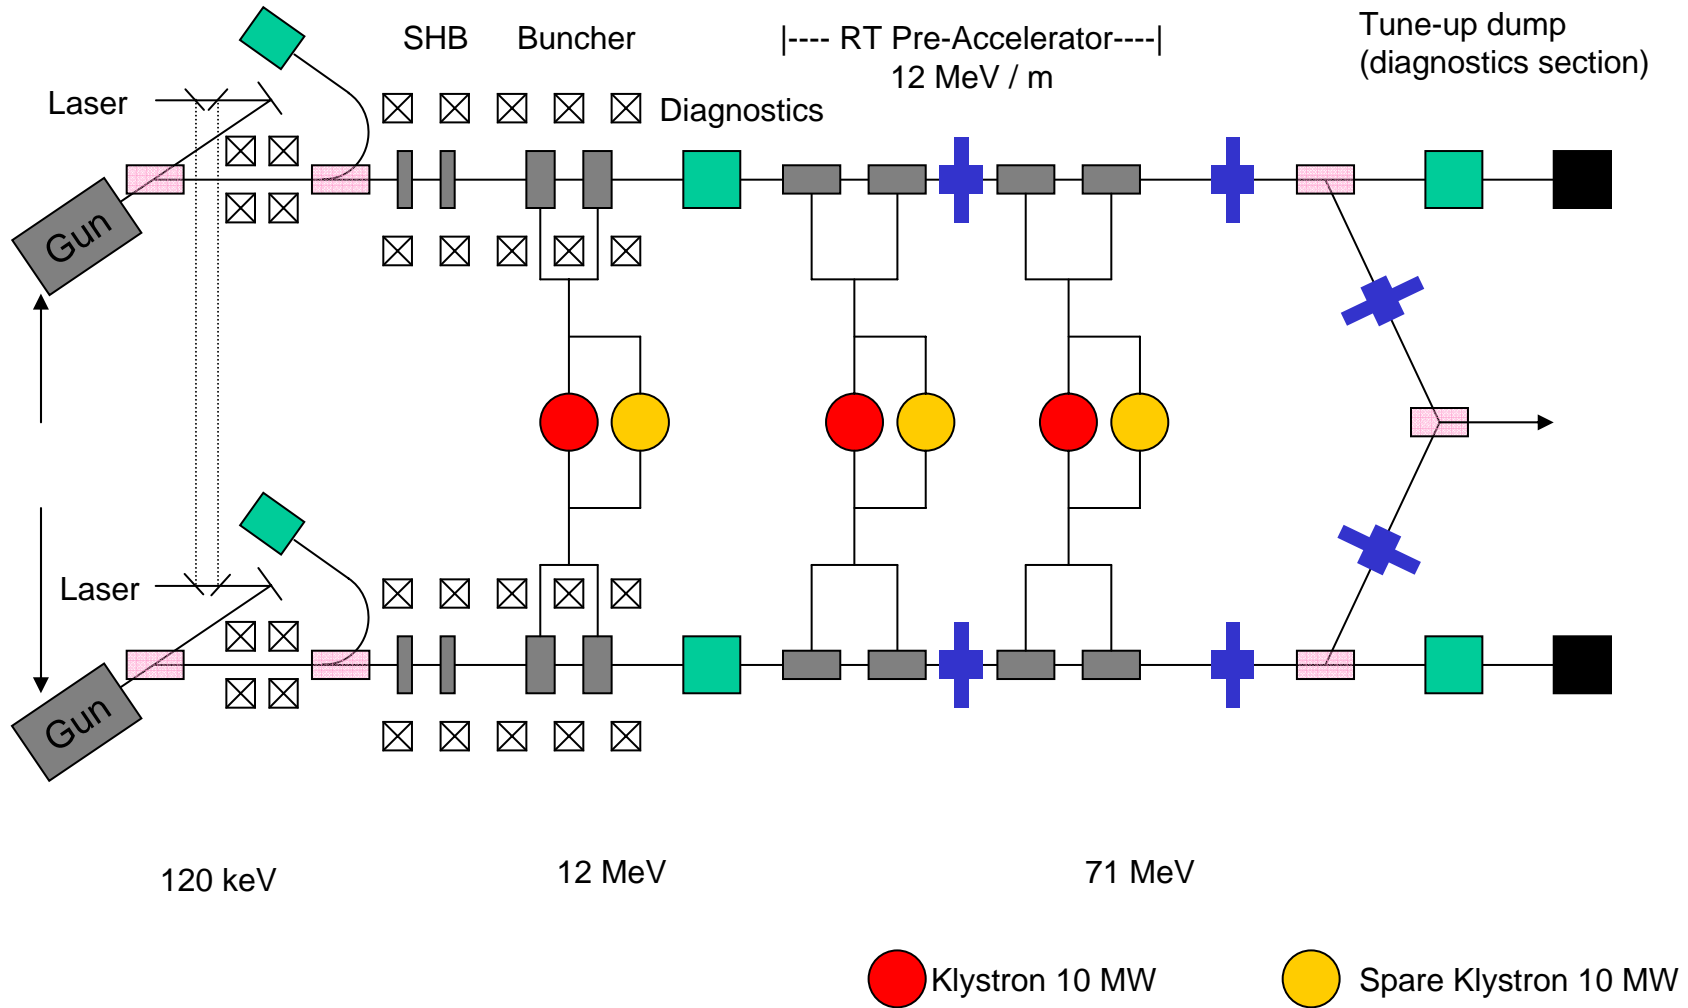 SHB Buncher |---- RT Pre-Accelerator----| Tune-up dump
12 MeV / m (diagnostics section)
Laser Diagnostics
Gun
Laser
Gun
120 keV 12 MeV 71 MeV
Klystron 10 MW Spare Klystron 10 MW